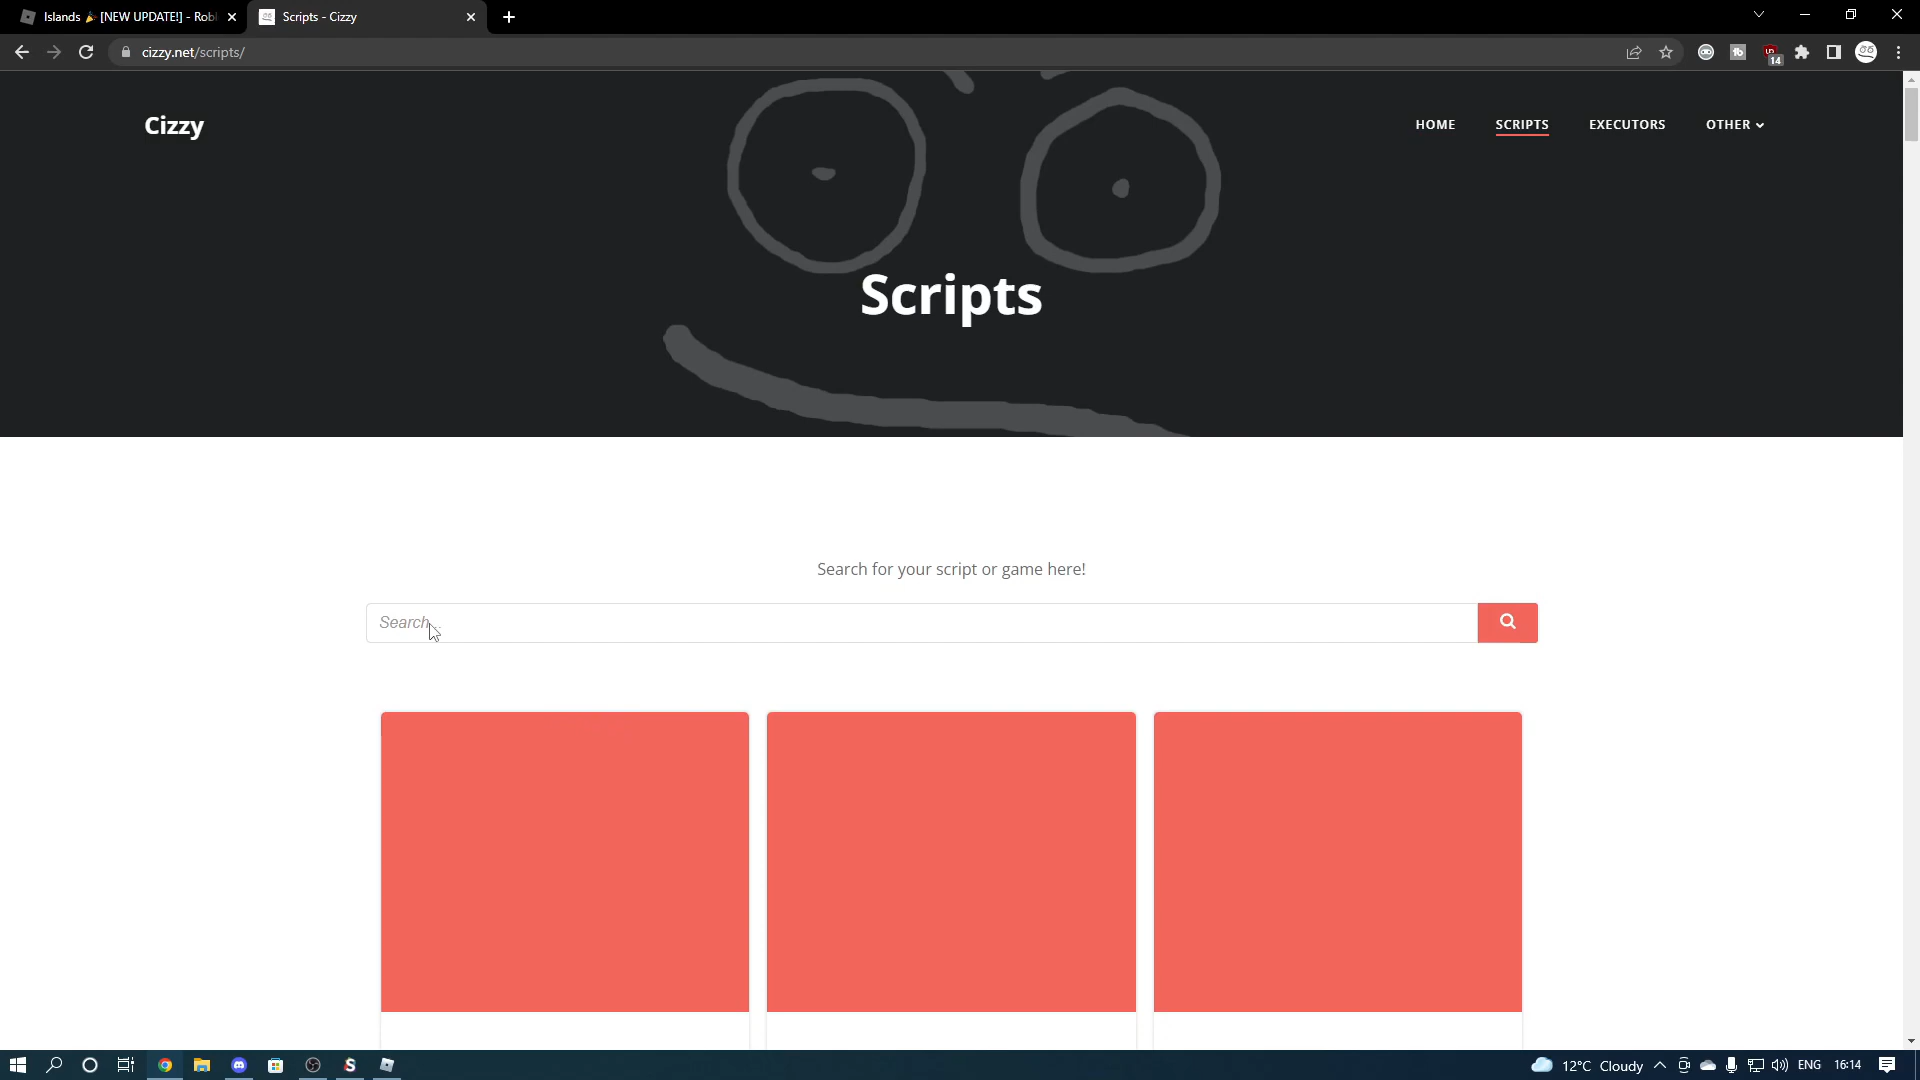 Islands 🎉 [NEW UPDATE!] - Robl
Scripts - Cizzy
cizzy.net/scripts/
14
Cizzy
HOME
SCRIPTS
EXECUTORS
OTHER
Scripts
Search for your script or game here!
Search...
12°C Cloudy
ENG
16:14